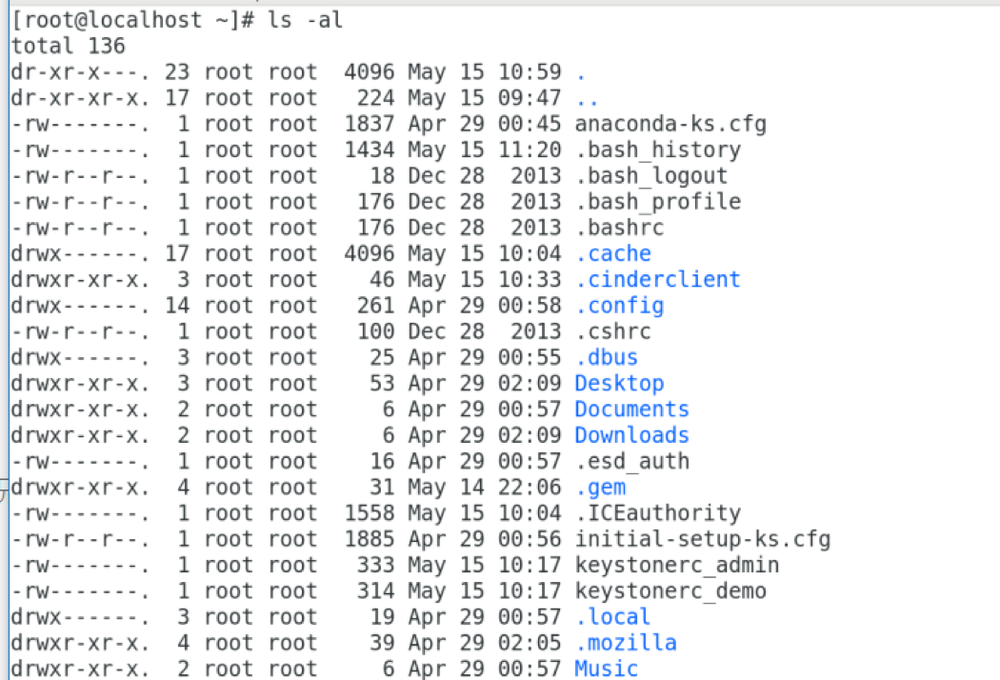 [root@localhost ~]# ls -al
total 136
dr-xr-x---. 23 root root  4096 May 15 10:59 .
dr-xr-xr-x. 17 root root   224 May 15 09:47 ..
-rw-------.  1 root root  1837 Apr 29 00:45 anaconda-ks.cfg
-rw-------.  1 root root  1434 May 15 11:20 .bash_history
-rw-r--r--.  1 root root    18 Dec 28  2013 .bash_logout
-rw-r--r--.  1 root root   176 Dec 28  2013 .bash_profile
-rw-r--r--.  1 root root   176 Dec 28  2013 .bashrc
drwx------. 17 root root  4096 May 15 10:04 .cache
drwxr-xr-x.  3 root root    46 May 15 10:33 .cinderclient
drwx------. 14 root root   261 Apr 29 00:58 .config
-rw-r--r--.  1 root root   100 Dec 28  2013 .cshrc
drwx------.  3 root root    25 Apr 29 00:55 .dbus
drwxr-xr-x.  3 root root    53 Apr 29 02:09 Desktop
drwxr-xr-x.  2 root root     6 Apr 29 00:57 Documents
drwxr-xr-x.  2 root root     6 Apr 29 02:09 Downloads
-rw-------.  1 root root    16 Apr 29 00:57 .esd_auth
drwxr-xr-x.  4 root root    31 May 14 22:06 .gem
-rw-------.  1 root root  1558 May 15 10:04 .ICEauthority
-rw-r--r--.  1 root root  1885 Apr 29 00:56 initial-setup-ks.cfg
-rw-------.  1 root root   333 May 15 10:17 keystonerc_admin
-rw-------.  1 root root   314 May 15 10:17 keystonerc_demo
drwx------.  3 root root    19 Apr 29 00:57 .local
drwxr-xr-x.  4 root root    39 Apr 29 02:05 .mozilla
drwxr-xr-x.  2 root root     6 Apr 29 00:57 Music